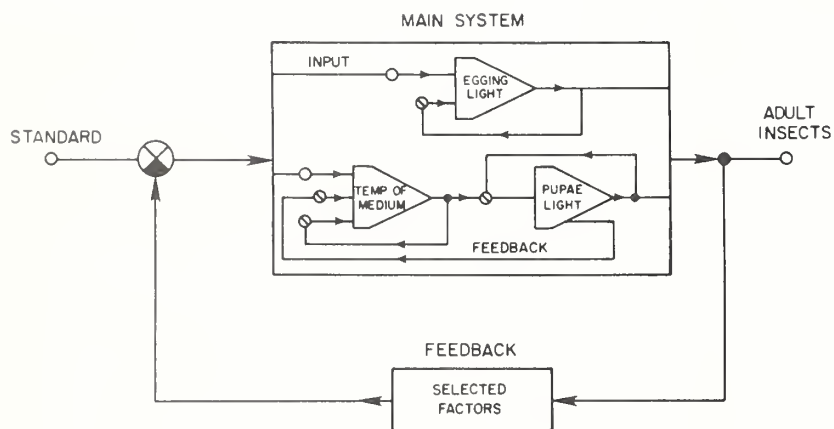 MAIN SYSTEM
INPUT
EGGING
LIGHT
STANDARD
ADULT
INSECTS
TEMP OF
MEDIUM
PUPAE
LIGHT
FEEDBACK
FEEDBACK
SELECTED
FACTORS